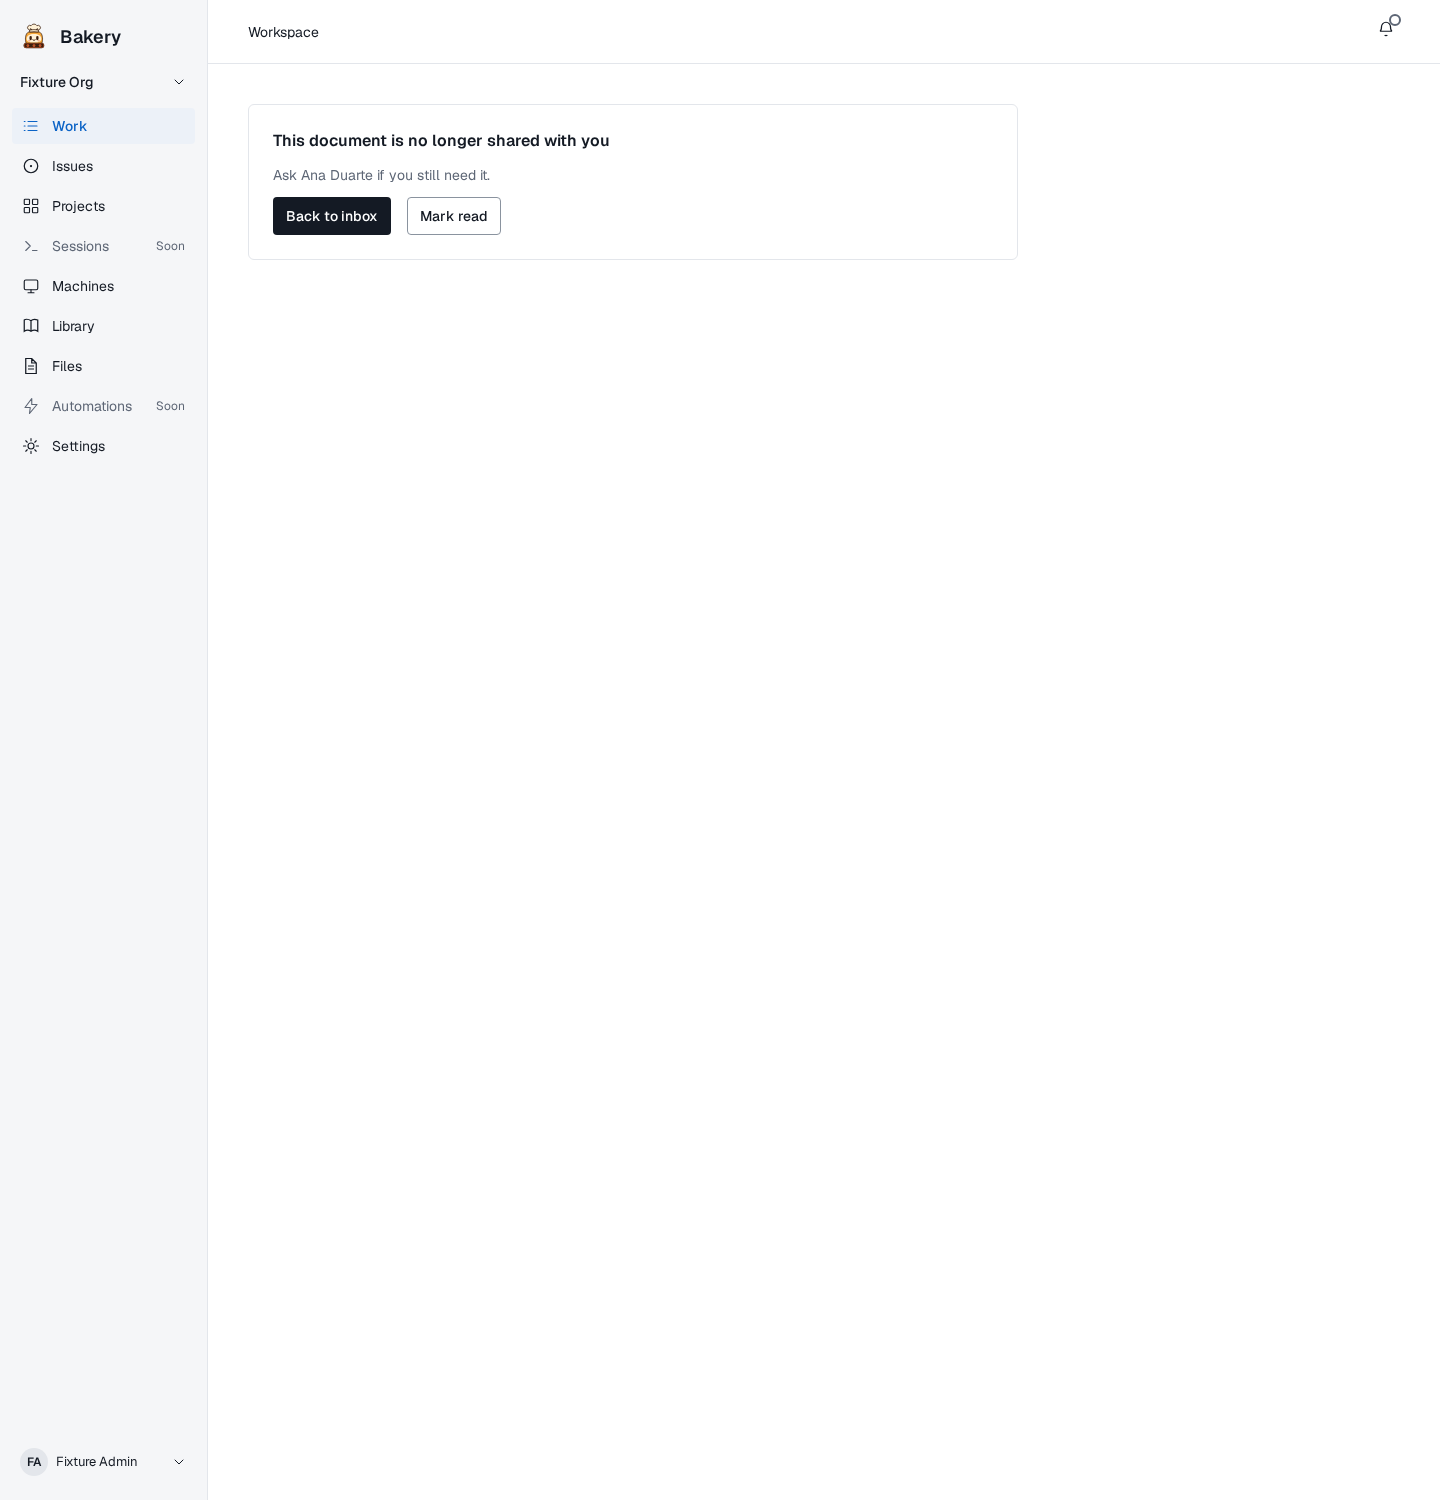 Bakery
Fixture Org
Work
Issues
Projects
Sessions Soon
Machines
Library
Files
Automations Soon
Settings
FA Fixture Admin
Workspace
This document is no longer shared with you
Ask Ana Duarte if you still need it.
Back to inbox Mark read